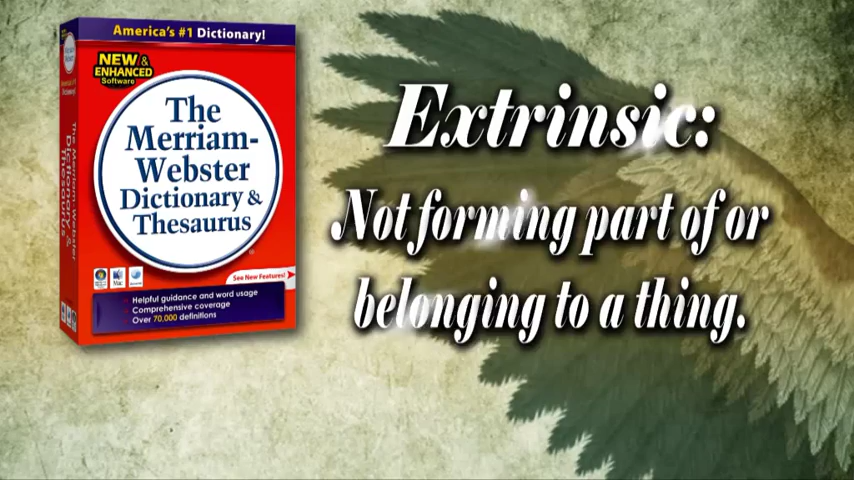 America's #1 Dictionary!
NEW &
ENHANCED
Software
The
Merriam-
Webster
Dictionary &
Thesaurus
See New Features!
Helpful guidance and word usage
Comprehensive coverage
Over 70,000 definitions
The Merriam-Webster
Dictionary &
Thesaurus
Extrinsic:
Not forming part of or
belonging to a thing.